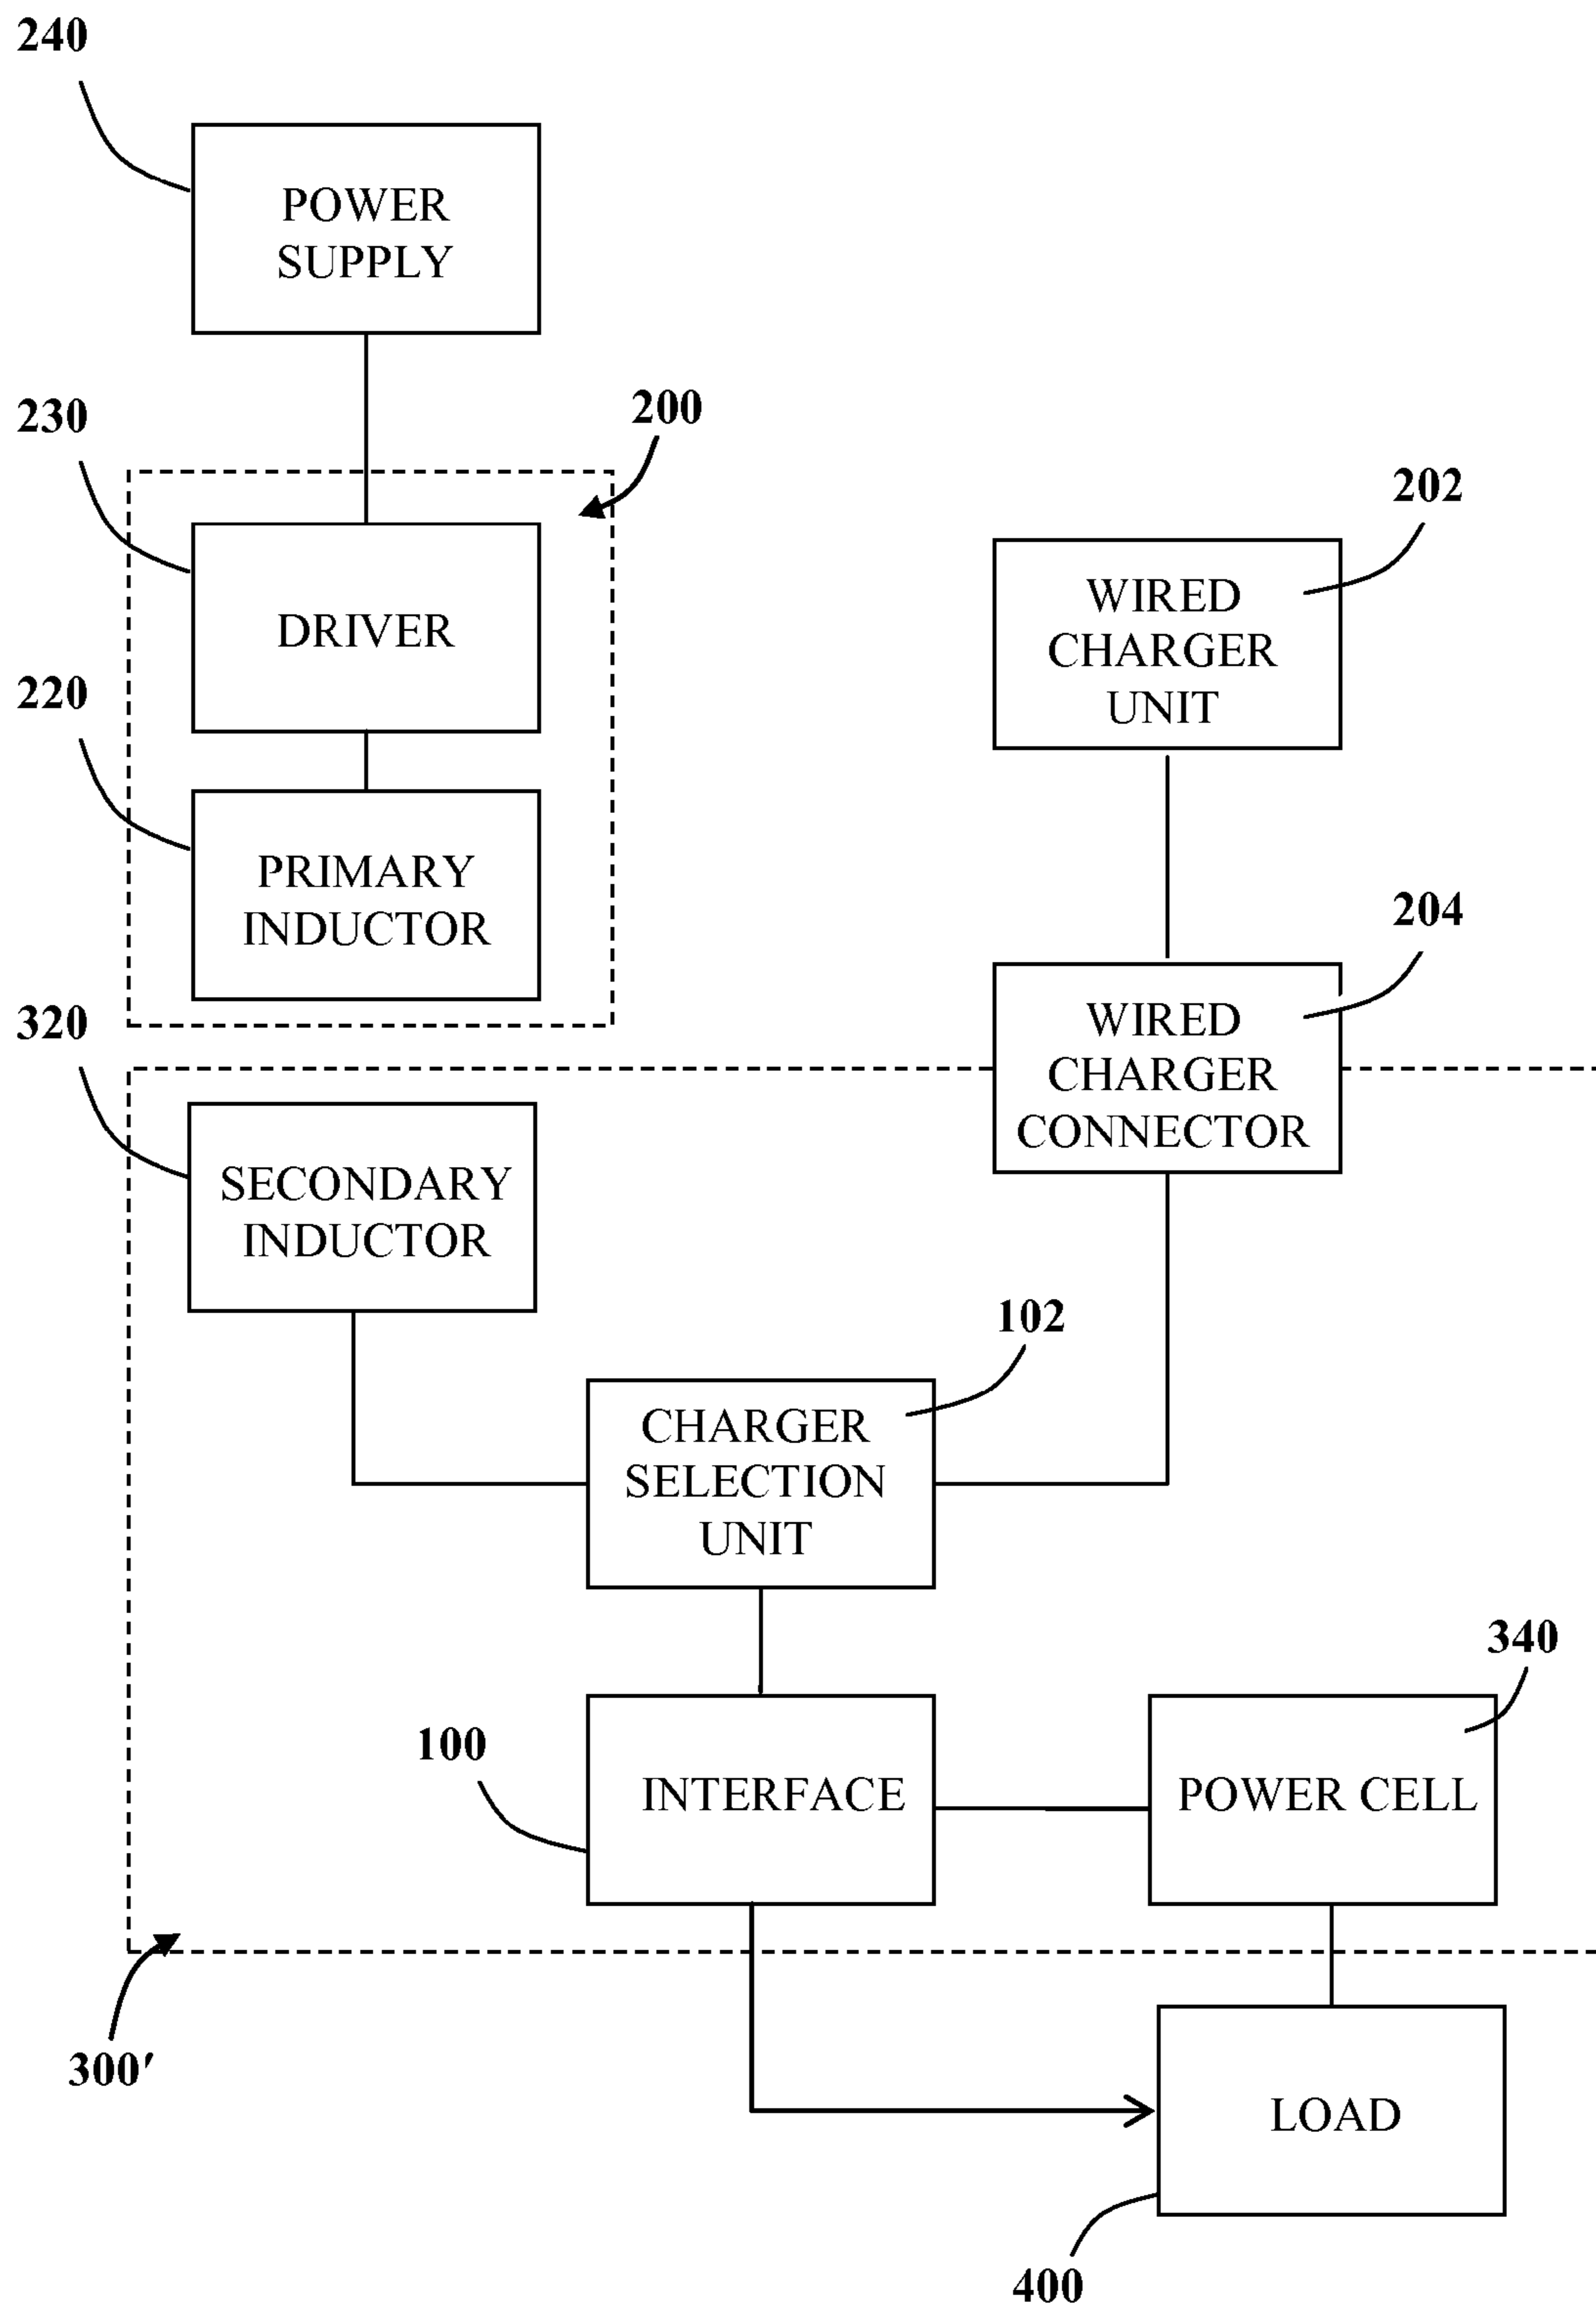 240
POWER
SUPPLY
230
200
DRIVER
202
WIRED
CHARGER
UNIT
220
PRIMARY
INDUCTOR
204
WIRED
CHARGER
CONNECTOR
320
SECONDARY
INDUCTOR
102
CHARGER
SELECTION
UNIT
340
100
INTERFACE
POWER CELL
300'
LOAD
400